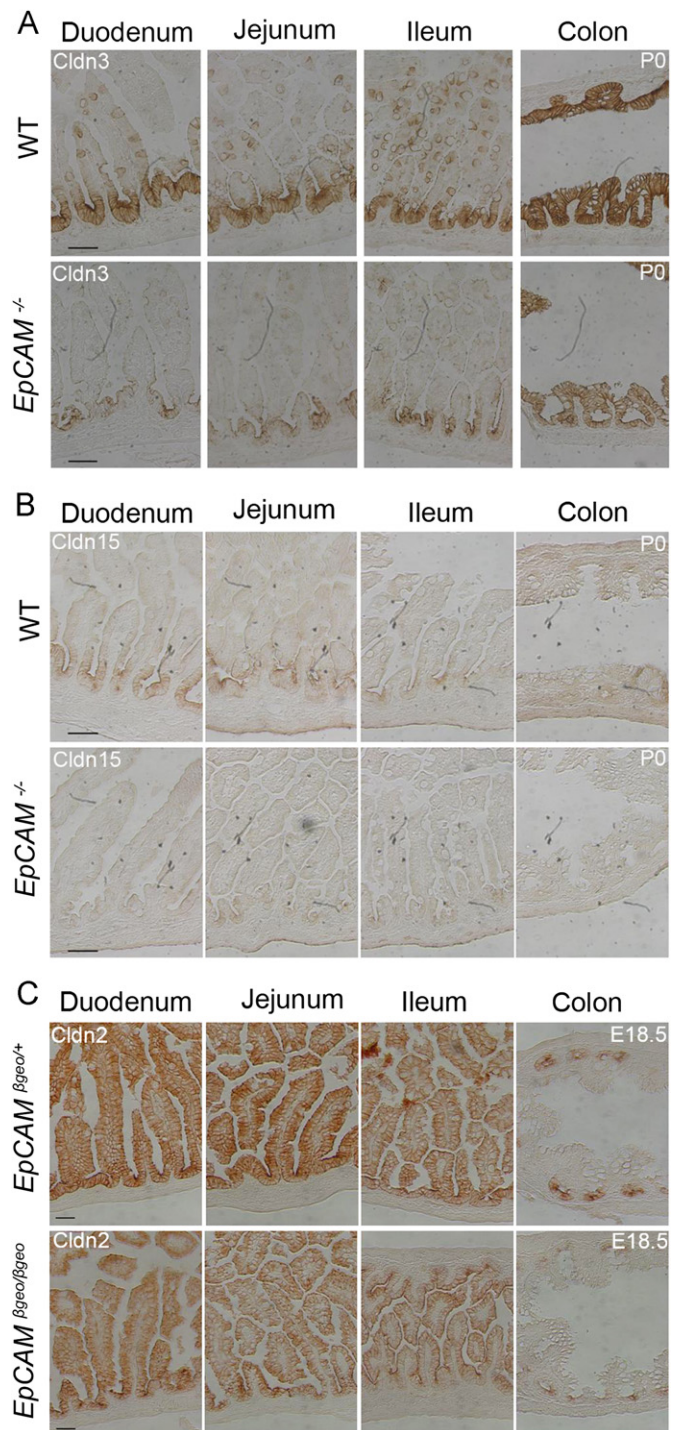 A
Duodenum Jejunum Ileum Colon
WT
Cldn3 P0
EpCAM -/-
Cldn3 P0
B
Duodenum Jejunum Ileum Colon
WT
Cldn15 P0
EpCAM -/-
Cldn15 P0
C
Duodenum Jejunum Ileum Colon
EpCAM βgeo/+
Cldn2 E18.5
EpCAM βgeo/βgeo
Cldn2 E18.5